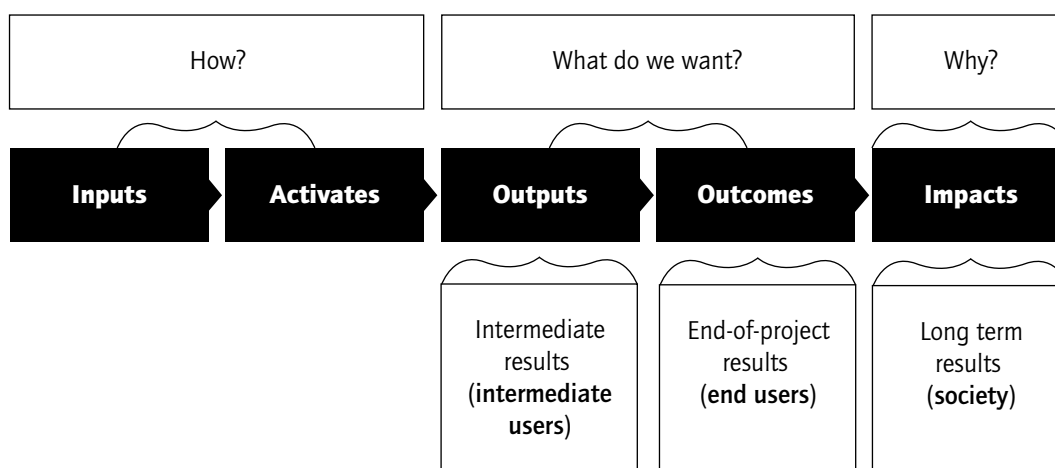 How?
What do we want?
Why?
Inputs
Activates
Outputs
Outcomes
Impacts
Intermediate
results
(intermediate
users)
End-of-project
results
(end users)
Long term
results
(society)